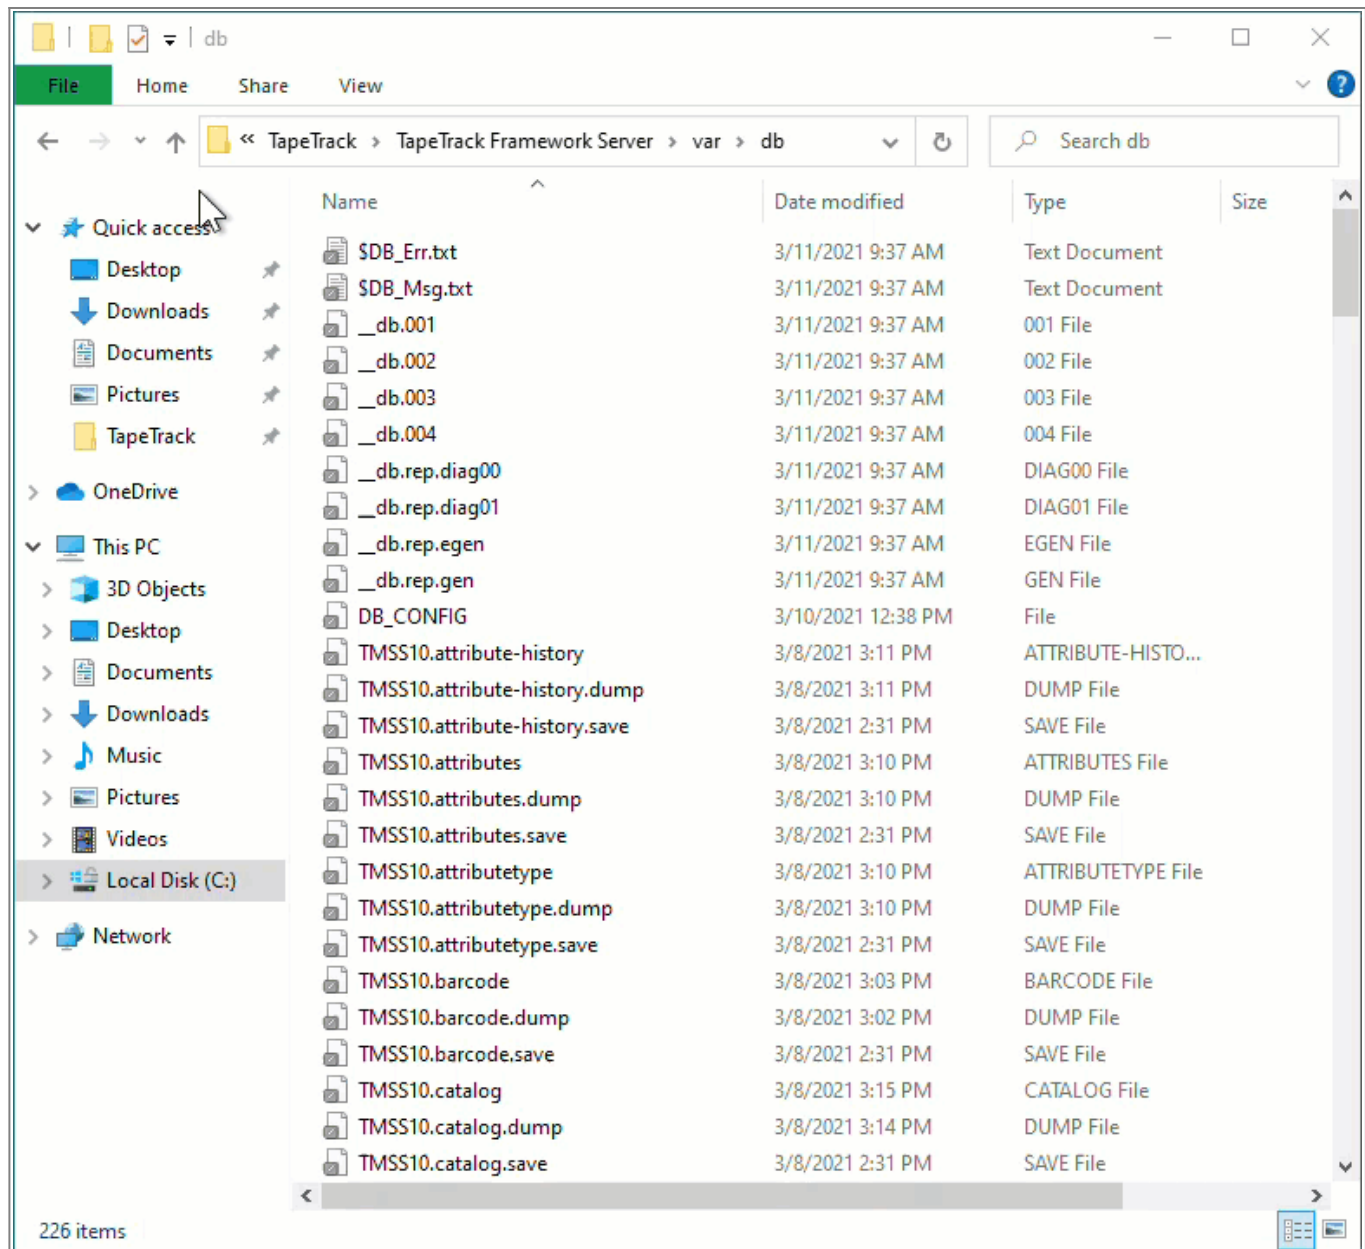 db
File Home Share View
« TapeTrack > TapeTrack Framework Server > var > db Search db
Name Date modified Type Size
Quick access
Desktop
Downloads
Documents
Pictures
TapeTrack
OneDrive
This PC
3D Objects
Desktop
Documents
Downloads
Music
Pictures
Videos
Local Disk (C:)
Network
$DB_Err.txt 3/11/2021 9:37 AM Text Document
$DB_Msg.txt 3/11/2021 9:37 AM Text Document
__db.001 3/11/2021 9:37 AM 001 File
__db.002 3/11/2021 9:37 AM 002 File
__db.003 3/11/2021 9:37 AM 003 File
__db.004 3/11/2021 9:37 AM 004 File
__db.rep.diag00 3/11/2021 9:37 AM DIAG00 File
__db.rep.diag01 3/11/2021 9:37 AM DIAG01 File
__db.rep.egen 3/11/2021 9:37 AM EGEN File
__db.rep.gen 3/11/2021 9:37 AM GEN File
DB_CONFIG 3/10/2021 12:38 PM File
TMSS10.attribute-history 3/8/2021 3:11 PM ATTRIBUTE-HISTO...
TMSS10.attribute-history.dump 3/8/2021 3:11 PM DUMP File
TMSS10.attribute-history.save 3/8/2021 2:31 PM SAVE File
TMSS10.attributes 3/8/2021 3:10 PM ATTRIBUTES File
TMSS10.attributes.dump 3/8/2021 3:10 PM DUMP File
TMSS10.attributes.save 3/8/2021 2:31 PM SAVE File
TMSS10.attributetype 3/8/2021 3:10 PM ATTRIBUTETYPE File
TMSS10.attributetype.dump 3/8/2021 3:10 PM DUMP File
TMSS10.attributetype.save 3/8/2021 2:31 PM SAVE File
TMSS10.barcode 3/8/2021 3:03 PM BARCODE File
TMSS10.barcode.dump 3/8/2021 3:02 PM DUMP File
TMSS10.barcode.save 3/8/2021 2:31 PM SAVE File
TMSS10.catalog 3/8/2021 3:15 PM CATALOG File
TMSS10.catalog.dump 3/8/2021 3:14 PM DUMP File
TMSS10.catalog.save 3/8/2021 2:31 PM SAVE File
226 items